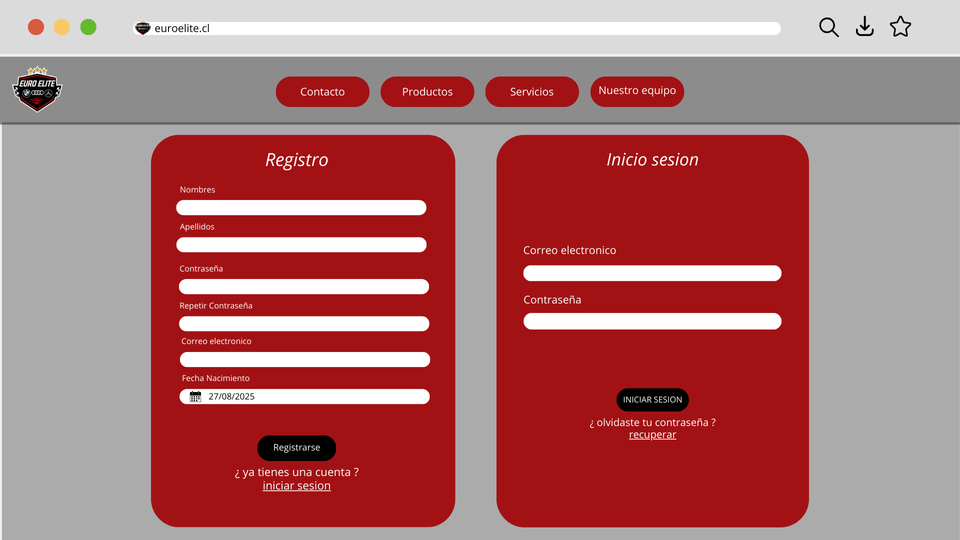 euroelite.cl
EURO ELITE
Contacto
Productos
Servicios
Nuestro equipo
Registro
Nombres
Apellidos
Contraseña
Repetir Contraseña
Correo electronico
Fecha Nacimiento
27/08/2025
Registrarse
¿ ya tienes una cuenta ?
iniciar sesion
Inicio sesion
Correo electronico
Contraseña
INICIAR SESION
¿ olvidaste tu contraseña ?
recuperar